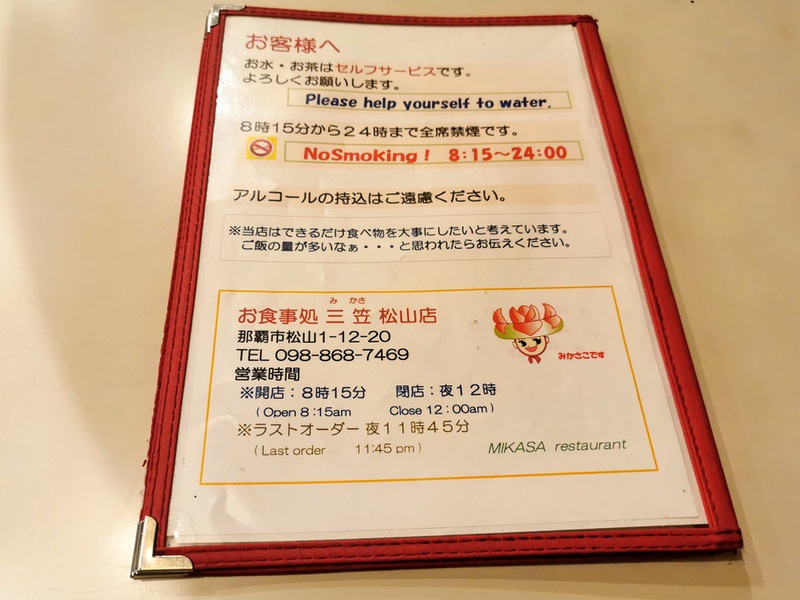 お客様へ
お水・お茶はセルフサービスです。
よろしくお願いします。
Please help yourself to water.
8時15分から24時まで全席禁煙です。
NoSmoking! 8:15～24:00
アルコールの持込はご遠慮ください。
※当店はできるだけ食べ物を大事にしたいと考えています。
ご飯の量が多いなぁ・・・と思われたらお伝えください。
み かさ
お食事処 三 笠 松山店
那覇市松山1-12-20
TEL 098-868-7469
営業時間
※開店：8時15分 閉店：夜12時
(Open 8:15am Close 12:00am)
※ラストオーダー 夜11時45分
(Last order 11:45 pm)
みかさこです
MIKASA restaurant